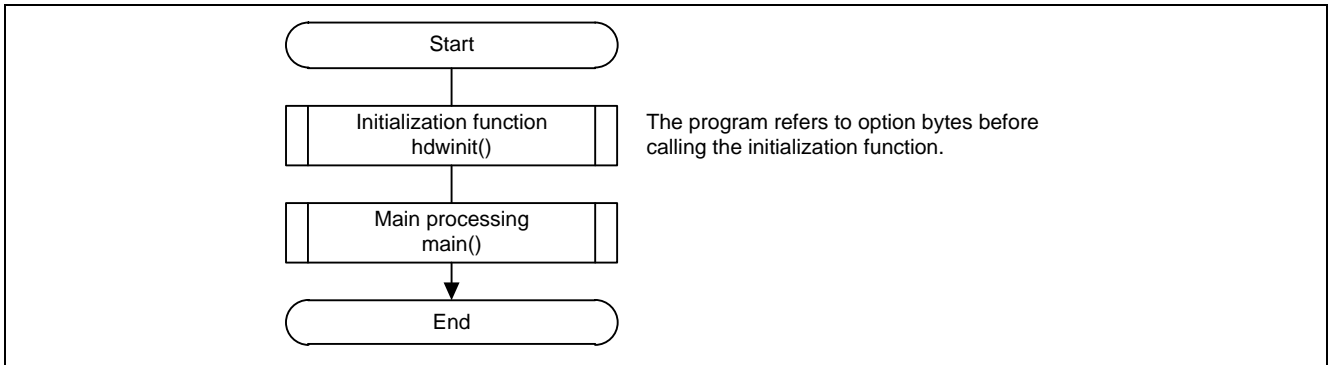 Start
Initialization function
hdwinit()
The program refers to option bytes before
calling the initialization function.
Main processing
main()
End